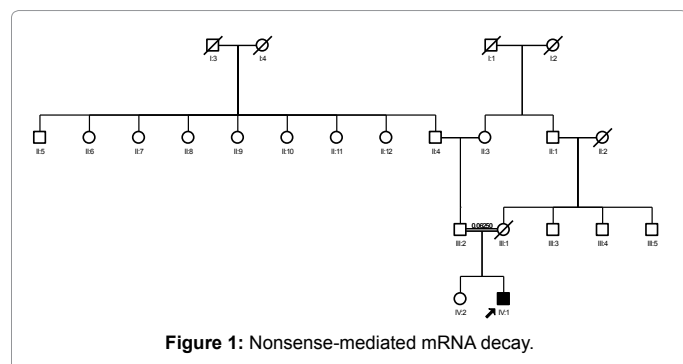 I:3 I:4 I:1 I:2
II:5 II:6 II:7 II:8 II:9 II:10 II:11 II:12 II:4 II:3 II:1 II:2
0.06250
III:2 III:1 III:3 III:4 III:5
IV:2 IV:1
Figure 1: Nonsense-mediated mRNA decay.